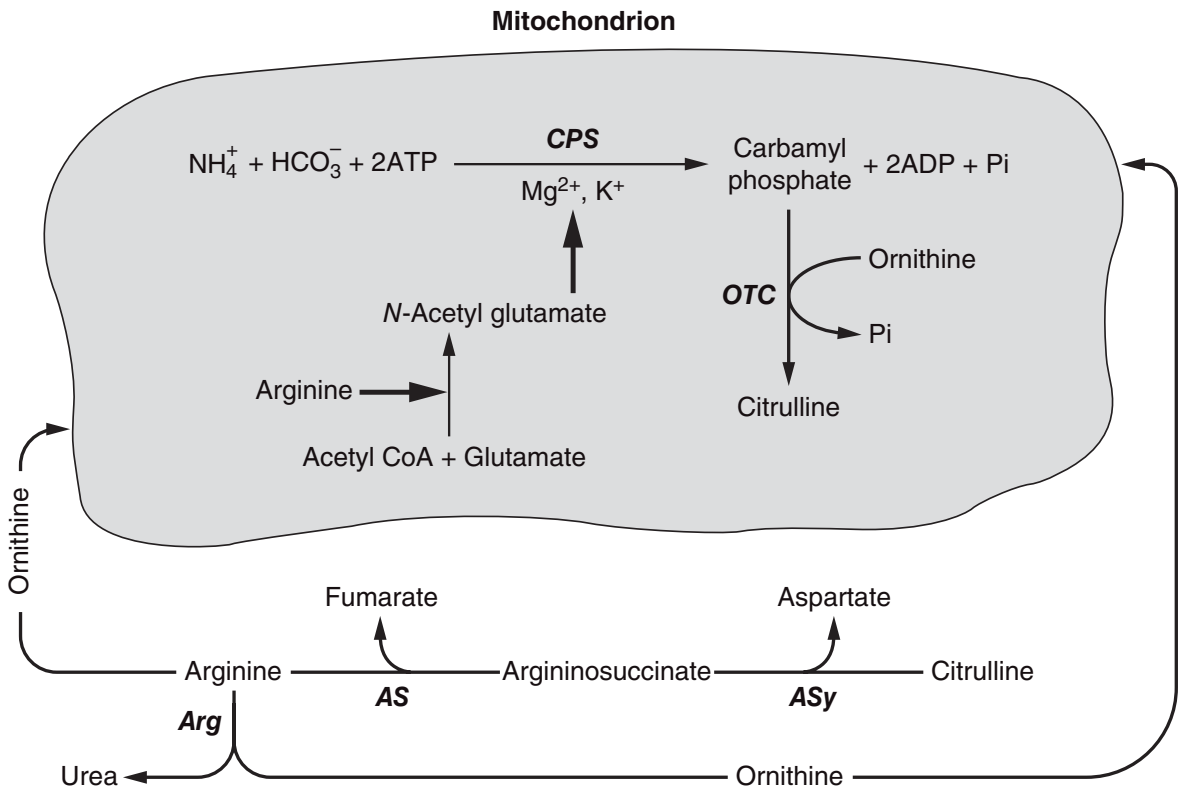 Mitochondrion
CPS
NH₄⁺ + HCO₃⁻ + 2ATP
Mg²⁺, K⁺
Carbamyl
phosphate
+ 2ADP + Pi
Ornithine
OTC
Pi
N-Acetyl glutamate
Arginine
Citrulline
Acetyl CoA + Glutamate
Ornithine
Fumarate
Aspartate
Arginine
Argininosuccinate
Citrulline
AS
ASy
Arg
Urea
Ornithine